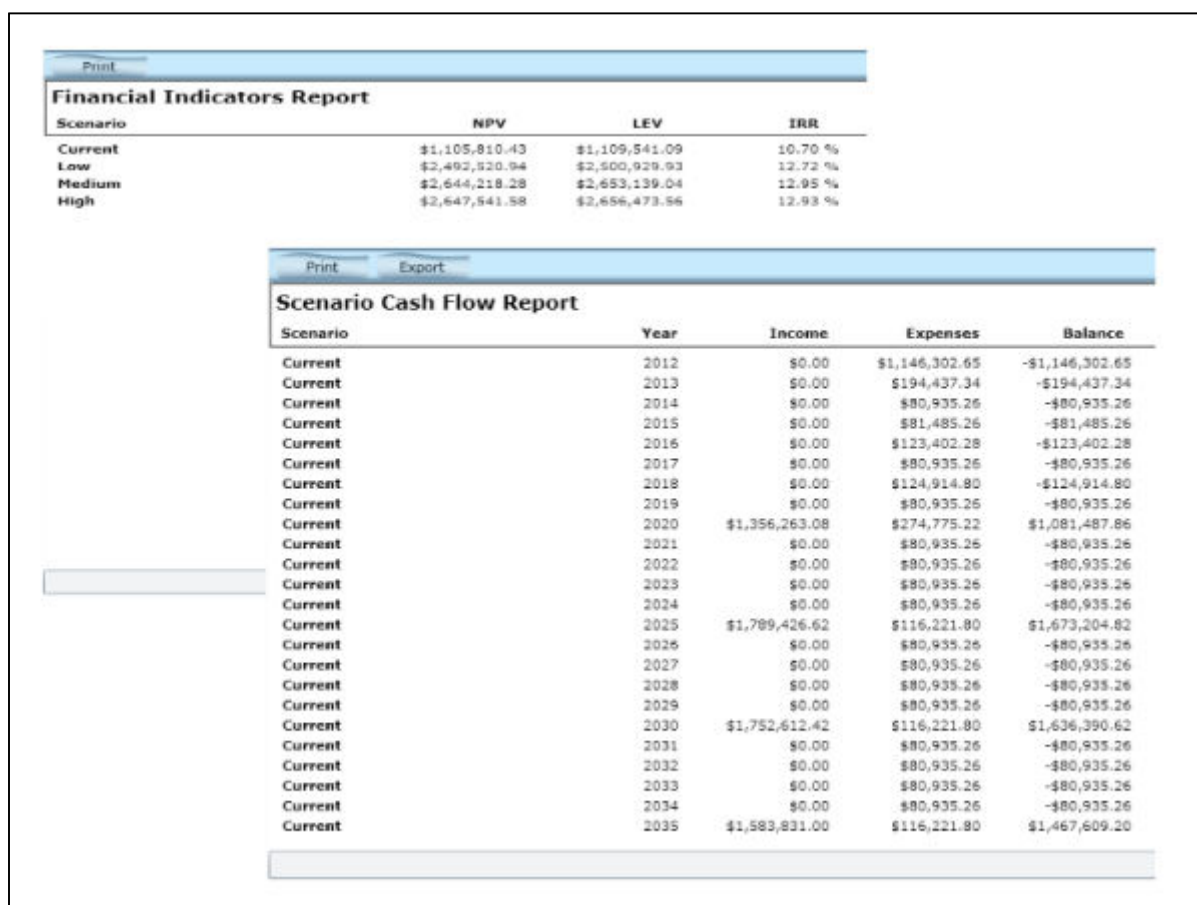 Print
Financial Indicators Report
Scenario NPV LEV IRR
Current $1,105,810.43 $1,109,541.09 10.70 %
Low $2,492,520.94 $2,500,929.93 12.72 %
Medium $2,644,218.28 $2,653,139.04 12.95 %
High $2,647,541.58 $2,656,473.56 12.93 %
Print Export
Scenario Cash Flow Report
Scenario Year Income Expenses Balance
Current 2012 $0.00 $1,146,302.65 -$1,146,302.65
Current 2013 $0.00 $194,437.34 -$194,437.34
Current 2014 $0.00 $80,935.26 -$80,935.26
Current 2015 $0.00 $81,485.26 -$81,485.26
Current 2016 $0.00 $123,402.28 -$123,402.28
Current 2017 $0.00 $80,935.26 -$80,935.26
Current 2018 $0.00 $124,914.80 -$124,914.80
Current 2019 $0.00 $80,935.26 -$80,935.26
Current 2020 $1,356,263.08 $274,775.22 $1,081,487.86
Current 2021 $0.00 $80,935.26 -$80,935.26
Current 2022 $0.00 $80,935.26 -$80,935.26
Current 2023 $0.00 $80,935.26 -$80,935.26
Current 2024 $0.00 $80,935.26 -$80,935.26
Current 2025 $1,789,426.62 $116,221.80 $1,673,204.82
Current 2026 $0.00 $80,935.26 -$80,935.26
Current 2027 $0.00 $80,935.26 -$80,935.26
Current 2028 $0.00 $80,935.26 -$80,935.26
Current 2029 $0.00 $80,935.26 -$80,935.26
Current 2030 $1,752,612.42 $116,221.80 $1,636,390.62
Current 2031 $0.00 $80,935.26 -$80,935.26
Current 2032 $0.00 $80,935.26 -$80,935.26
Current 2033 $0.00 $80,935.26 -$80,935.26
Current 2034 $0.00 $80,935.26 -$80,935.26
Current 2035 $1,583,831.00 $116,221.80 $1,467,609.20